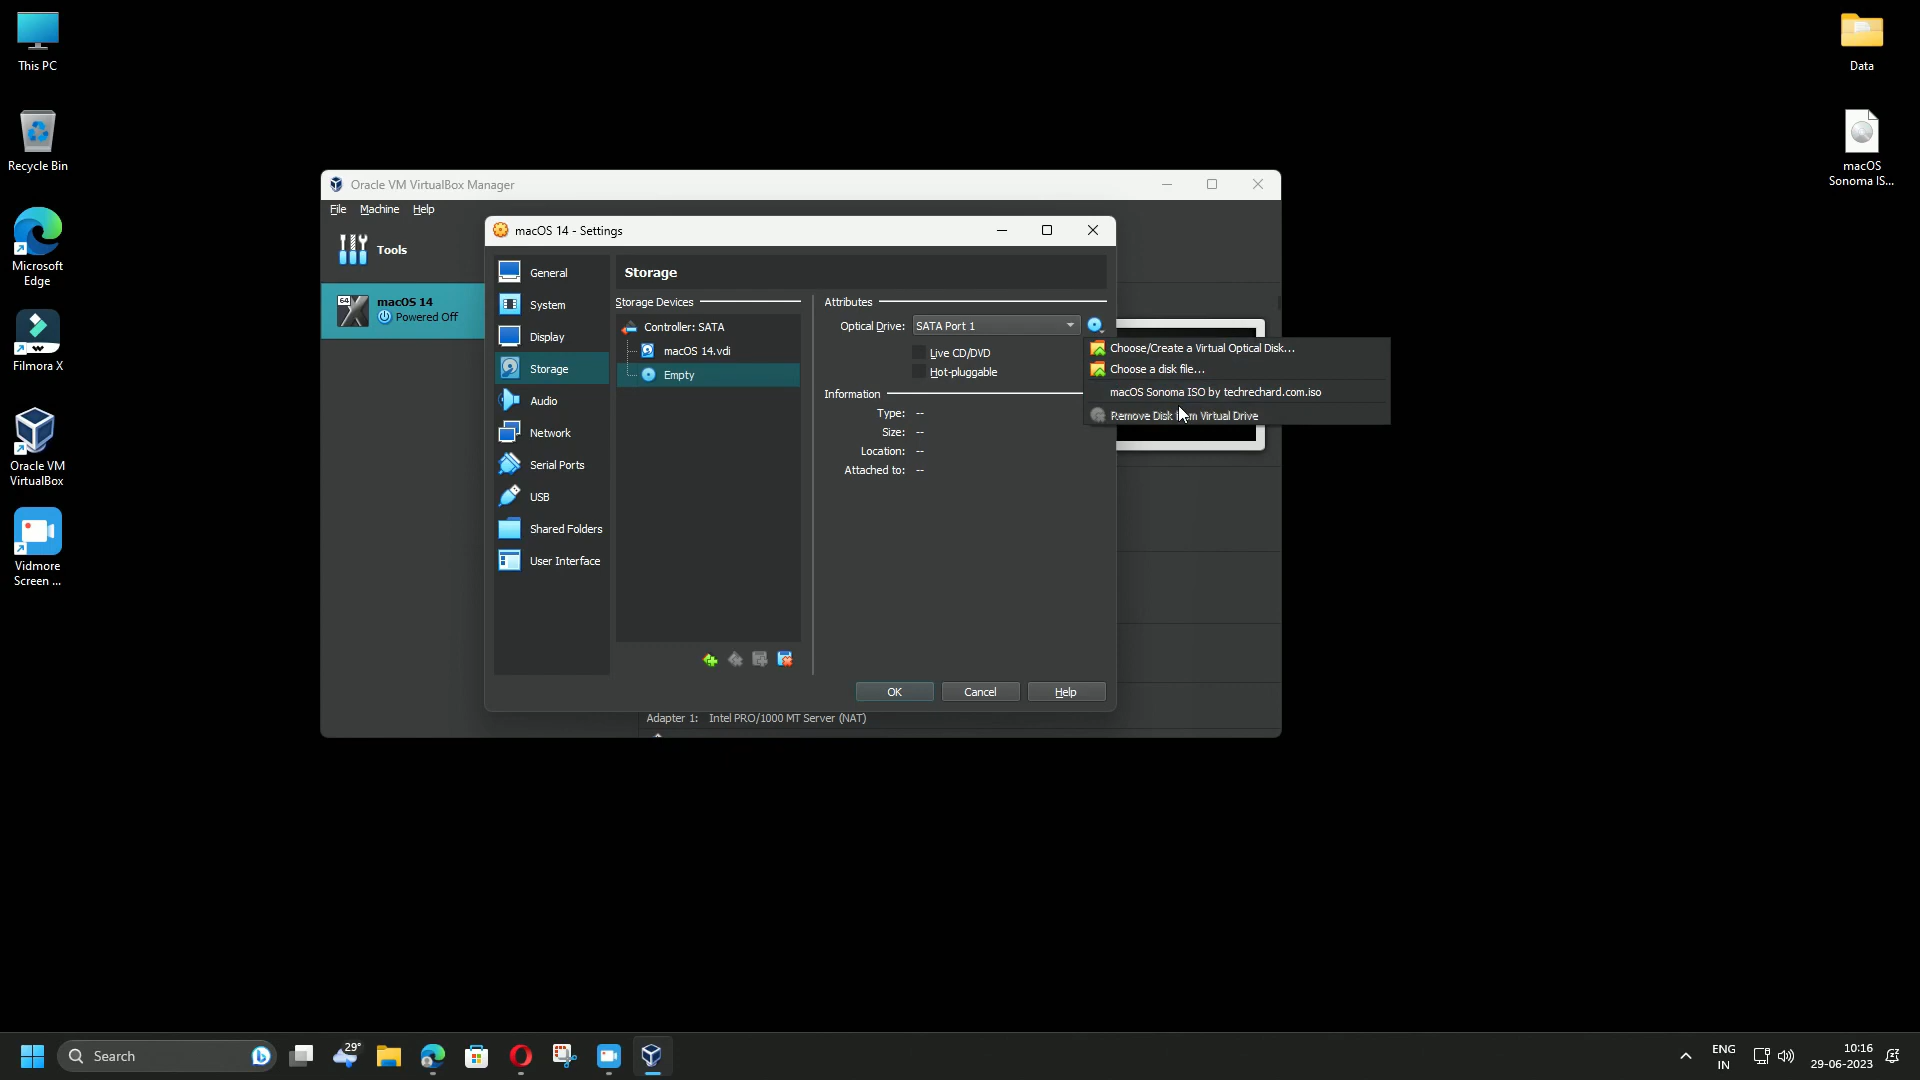 This PC
Recycle Bin
Microsoft
Edge
Filmora X
Oracle VM
VirtualBox
Vidmore
Screen ...
Data
macOS
Sonoma IS...
Oracle VM VirtualBox Manager
File Machine Help
Tools
64
macOS 14
Powered Off
macOS 14 - Settings
General
System
Display
Storage
Audio
Network
Serial Ports
USB
Shared Folders
User Interface
Storage
Storage Devices
Controller: SATA
macOS 14.vdi
Empty
Attributes
Optical Drive: SATA Port 1
Live CD/DVD
Hot-pluggable
Information
Type: --
Size: --
Location: --
Attached to: --
Choose/Create a Virtual Optical Disk...
Choose a disk file...
macOS Sonoma ISO by techrechard.com.iso
Remove Disk from Virtual Drive
OK Cancel Help
Adapter 1: Intel PRO/1000 MT Server (NAT)
Search
29°
ENG
IN
10:16
29-06-2023